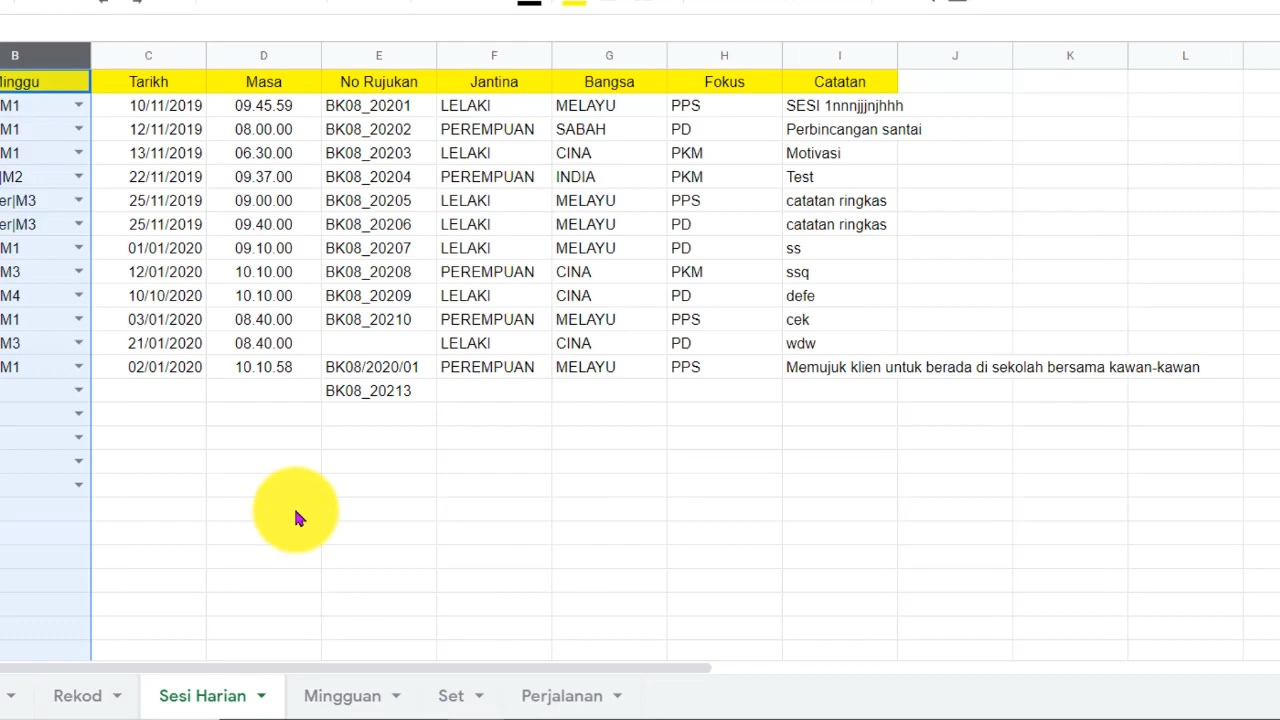 B C D E F G H I J K L
Minggu Tarikh Masa No Rujukan Jantina Bangsa Fokus Catatan
M1 10/11/2019 09.45.59 BK08_20201 LELAKI MELAYU PPS SESI 1nnnjjjnjhhh
M1 12/11/2019 08.00.00 BK08_20202 PEREMPUAN SABAH PD Perbincangan santai
M1 13/11/2019 06.30.00 BK08_20203 LELAKI CINA PKM Motivasi
|M2 22/11/2019 09.37.00 BK08_20204 PEREMPUAN INDIA PKM Test
er|M3 25/11/2019 09.00.00 BK08_20205 LELAKI MELAYU PPS catatan ringkas
er|M3 25/11/2019 09.40.00 BK08_20206 LELAKI MELAYU PD catatan ringkas
M1 01/01/2020 09.10.00 BK08_20207 LELAKI MELAYU PD ss
M3 12/01/2020 10.10.00 BK08_20208 PEREMPUAN CINA PKM ssq
M4 10/10/2020 10.10.00 BK08_20209 LELAKI CINA PD defe
M1 03/01/2020 08.40.00 BK08_20210 PEREMPUAN MELAYU PPS cek
M3 21/01/2020 08.40.00 LELAKI CINA PD wdw
M1 02/01/2020 10.10.58 BK08/2020/01 PEREMPUAN MELAYU PPS Memujuk klien untuk berada di sekolah bersama kawan-kawan
BK08_20213
Rekod Sesi Harian Mingguan Set Perjalanan